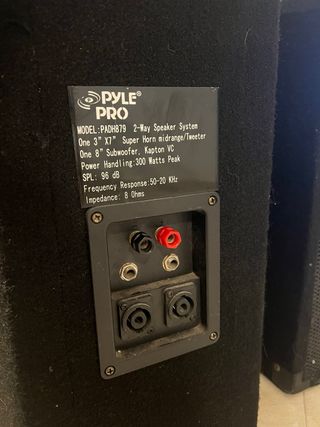 PYLE®
PRO
MODEL:PADH879 2-Way Speaker System
One 3"X7" Super Horn midrange/Tweeter
One 8" Subwoofer, Kapton VC
Power Handling:300 Watts Peak
SPL: 96 dB
Frequency Response:50-20 KHz
Impedance: 8 Ohms